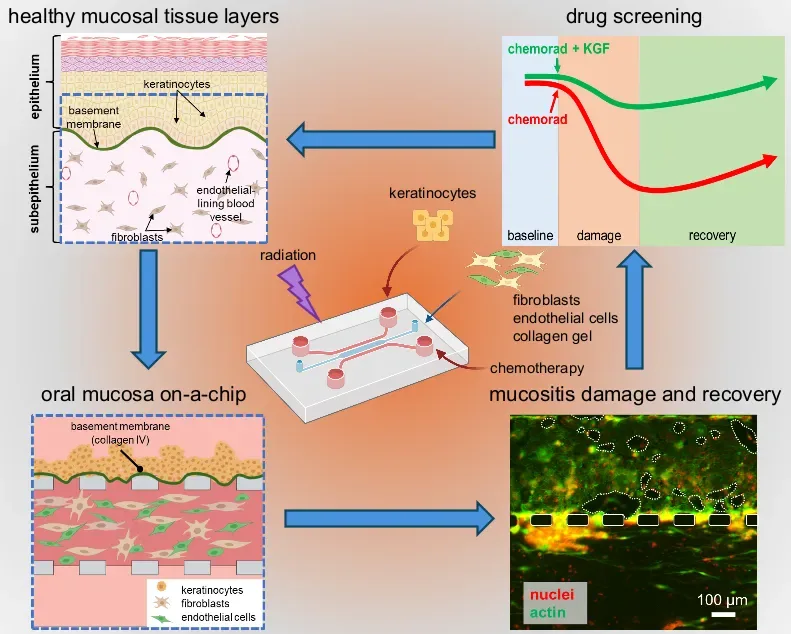 healthy mucosal tissue layers
epithelium
keratinocytes
basement
membrane
subepithelium
endothelial-
lining blood
vessel
fibroblasts
drug screening
chemorad + KGF
chemorad
baseline
damage
recovery
keratinocytes
radiation
fibroblasts
endothelial cells
collagen gel
chemotherapy
oral mucosa on-a-chip
basement membrane
(collagen IV)
keratinocytes
fibroblasts
endothelial cells
mucositis damage and recovery
nuclei
actin
100 μm